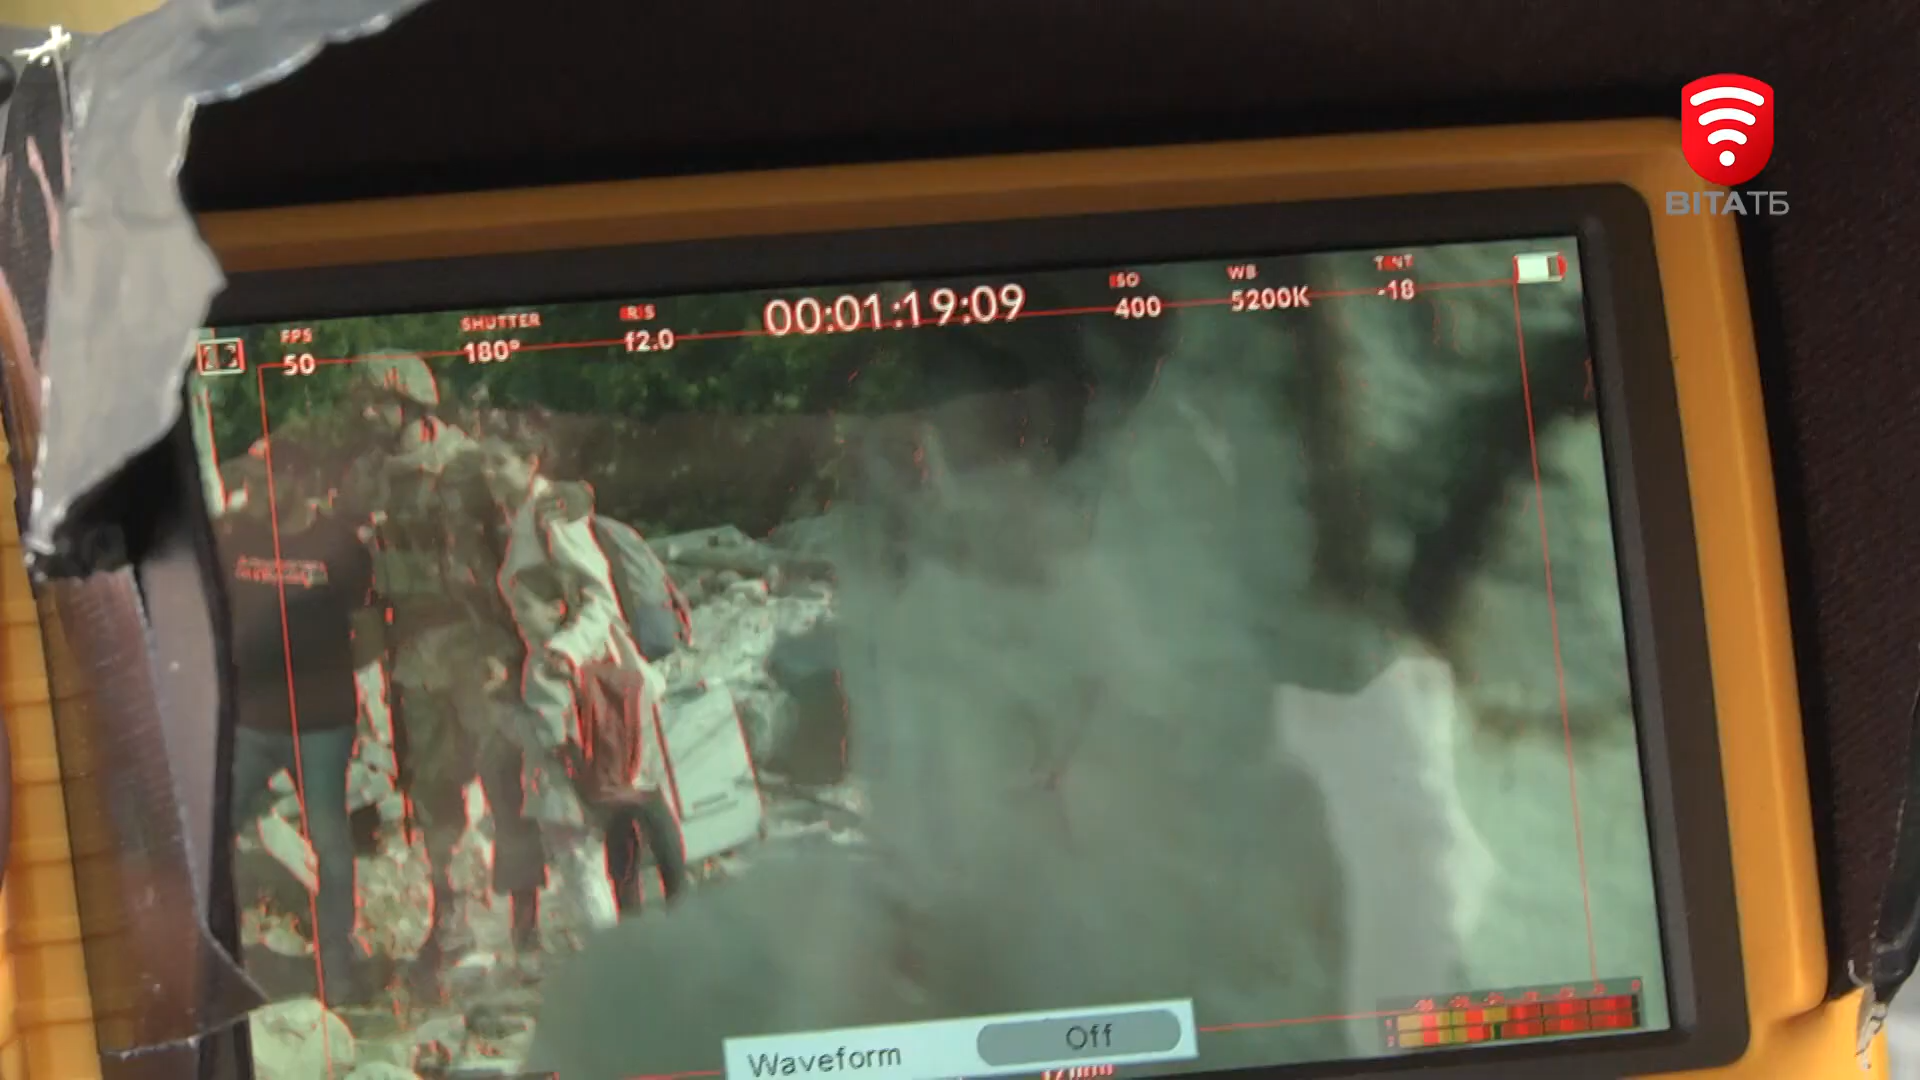 ВІТАТБ
FPS SHUTTER IRIS 00:01:19:09 ISO WB TINT
50 180° f2.0 400 5200K -18
Waveform Off